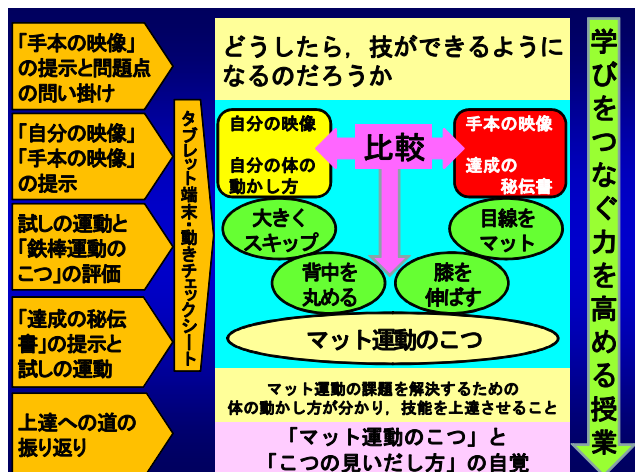 「手本の映像」
の提示と問題点
の問い掛け
「自分の映像」
「手本の映像」
の提示
試しの運動と
「鉄棒運動の
こつ」の評価
「達成の秘伝
書」の提示と
試しの運動
上達への道の
振り返り
タブレット端末・動きチェックシート
どうしたら，技ができるように
なるのだろうか
自分の映像
自分の体の
動かし方
比較
手本の映像
達成の
秘伝書
大きく
スキップ
目線を
マット
背中を
丸める
膝を
伸ばす
マット運動のこつ
マット運動の課題を解決するための
体の動かし方が分かり，技能を上達させること
「マット運動のこつ」と
「こつの見いだし方」の自覚
学びをつなぐ力を高める授業